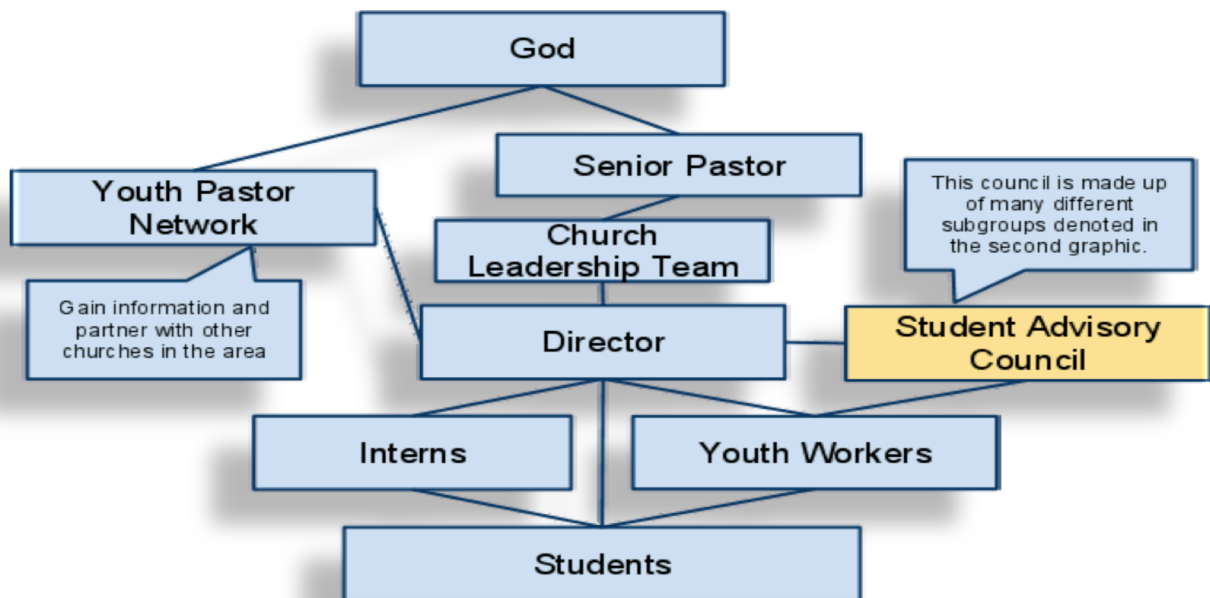 God
Senior Pastor
Youth Pastor
Network
This council is made up
of many different
subgroups denoted in
the second graphic.
Church
Leadership Team
Gain information and
partner with other
churches in the area
Director
Student Advisory
Council
Interns
Youth Workers
Students